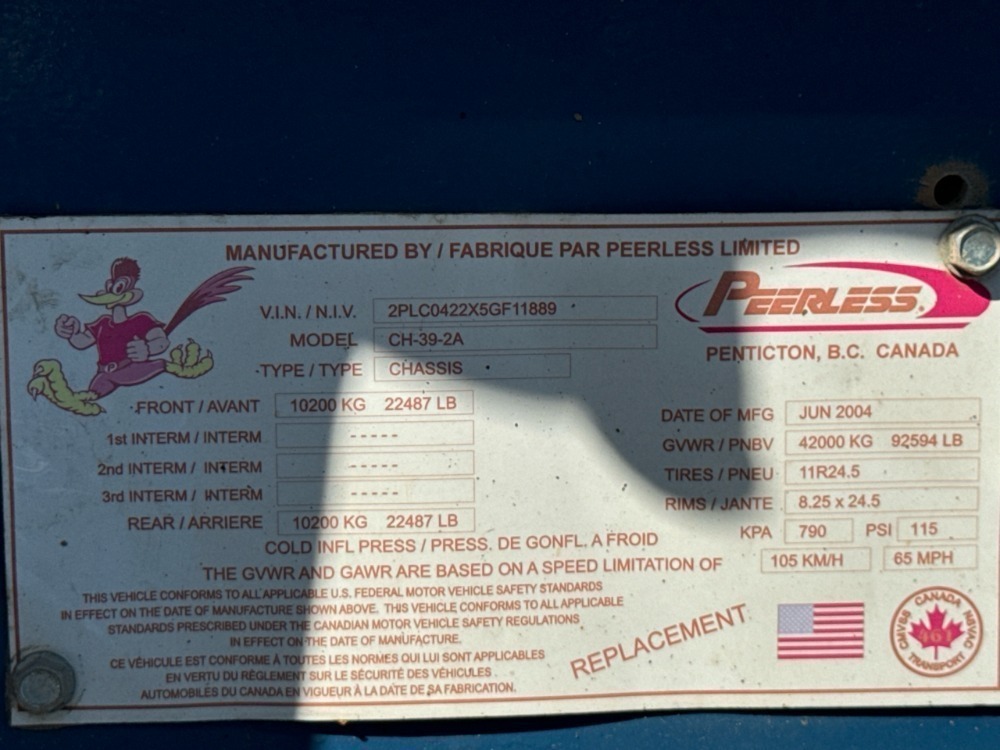 MANUFACTURED BY / FABRIQUE PAR PEERLESS LIMITED
PEERLESS
PENTICTON, B.C. CANADA
V.I.N. / N.I.V. 2PLC0422X5GF11889
MODEL CH-39-2A
TYPE / TYPE CHASSIS
FRONT / AVANT 10200 KG 22487 LB
1st INTERM / INTERM -----
2nd INTERM / INTERM -----
3rd INTERM / INTERM -----
REAR / ARRIERE 10200 KG 22487 LB
DATE OF MFG JUN 2004
GVWR / PNBV 42000 KG 92594 LB
TIRES / PNEU 11R24.5
RIMS / JANTE 8.25 x 24.5
COLD INFL PRESS / PRESS. DE GONFL. A FROID KPA 790 PSI 115
THE GVWR AND GAWR ARE BASED ON A SPEED LIMITATION OF 105 KM/H 65 MPH
THIS VEHICLE CONFORMS TO ALL APPLICABLE U.S. FEDERAL MOTOR VEHICLE SAFETY STANDARDS
IN EFFECT ON THE DATE OF MANUFACTURE SHOWN ABOVE. THIS VEHICLE CONFORMS TO ALL APPLICABLE
STANDARDS PRESCRIBED UNDER THE CANADIAN MOTOR VEHICLE SAFETY REGULATIONS
IN EFFECT ON THE DATE OF MANUFACTURE.
CE VÉHICULE EST CONFORME À TOUTES LES NORMES QUI LUI SONT APPLICABLES
EN VERTU DU RÈGLEMENT SUR LE SÉCURITÉ DES VÉHICULES
AUTOMOBILES DU CANADA EN VIGUEUR À LA DATE DE SA FABRICATION.
REPLACEMENT
CANADA
CMVSS
461
NSVAC
TRANSPORT